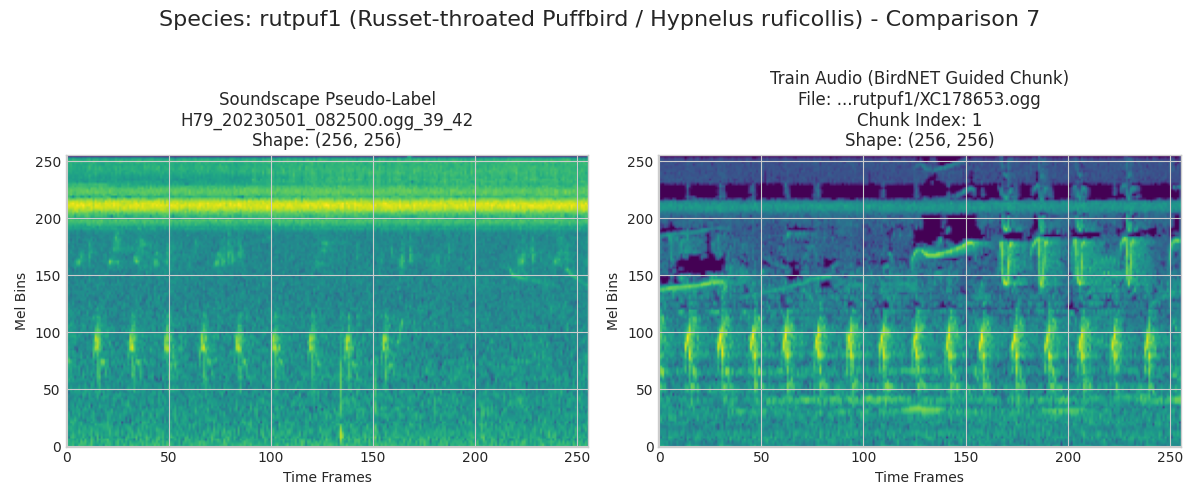 Species: rutpuf1 (Russet-throated Puffbird / Hypnelus ruficollis) - Comparison 7
Soundscape Pseudo-Label
H79_20230501_082500.ogg_39_42
Shape: (256, 256)
250
200
150
100
50
0
Mel Bins
0 50 100 150 200 250
Time Frames
Train Audio (BirdNET Guided Chunk)
File: ...rutpuf1/XC178653.ogg
Chunk Index: 1
Shape: (256, 256)
250
200
150
100
50
0
Mel Bins
0 50 100 150 200 250
Time Frames